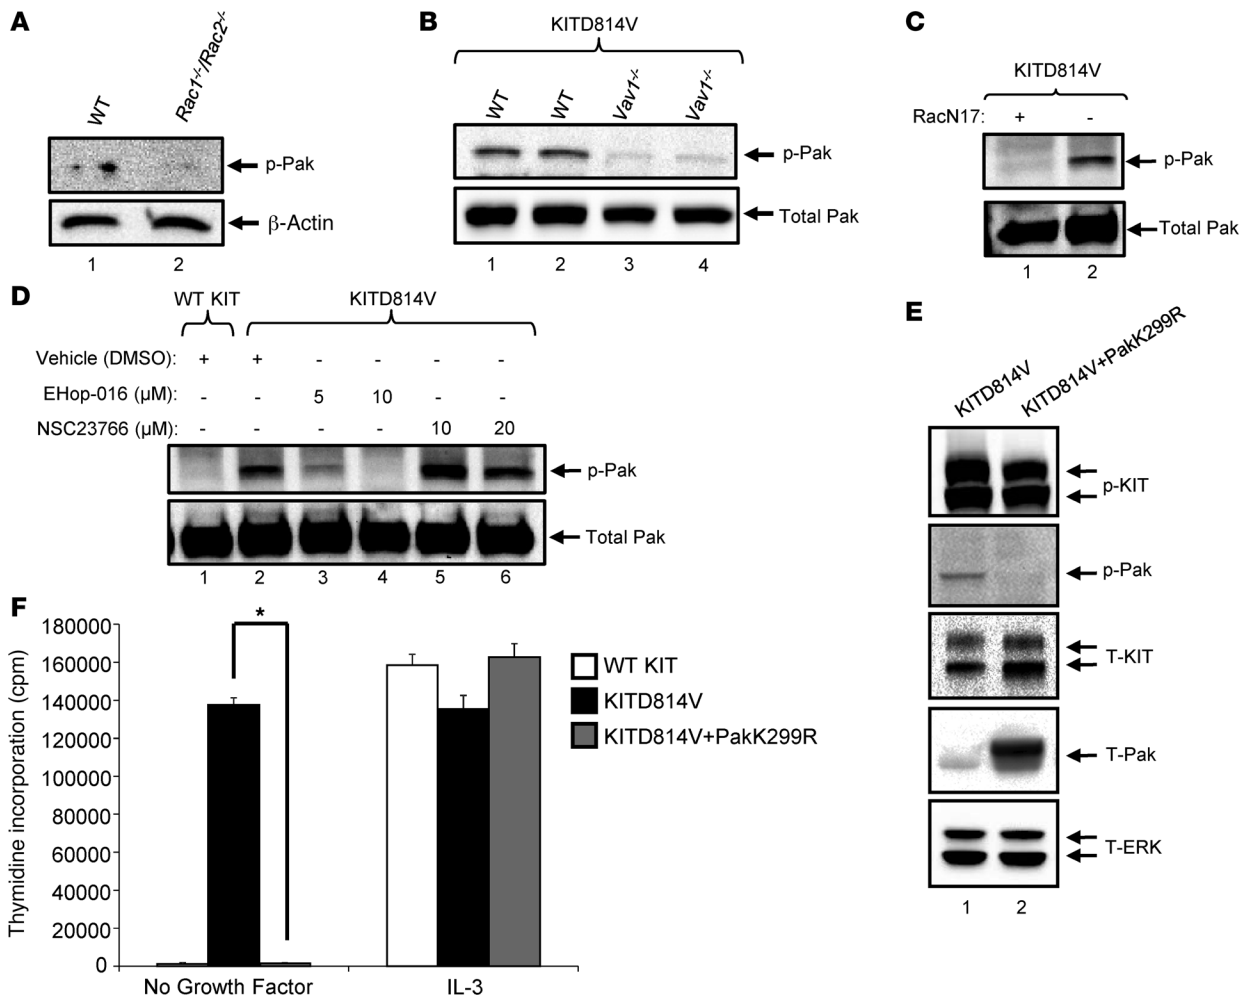 A
WT
Rac1-/-/Rac2-/-
p-Pak
β-Actin
1 2
B
KITD814V
WT WT Vav1-/- Vav1-/-
p-Pak
Total Pak
1 2 3 4
C
KITD814V
RacN17: + -
p-Pak
Total Pak
1 2
D
WT KIT KITD814V
Vehicle (DMSO): + + - - - -
EHop-016 (μM): - - 5 10 - -
NSC23766 (μM): - - - - 10 20
p-Pak
Total Pak
1 2 3 4 5 6
E
KITD814V
KITD814V+PakK299R
p-KIT
p-Pak
T-KIT
T-Pak
T-ERK
1 2
F
Thymidine incorporation (cpm)
180000
160000
140000
120000
100000
80000
60000
40000
20000
0
*
No Growth Factor IL-3
WT KIT
KITD814V
KITD814V+PakK299R